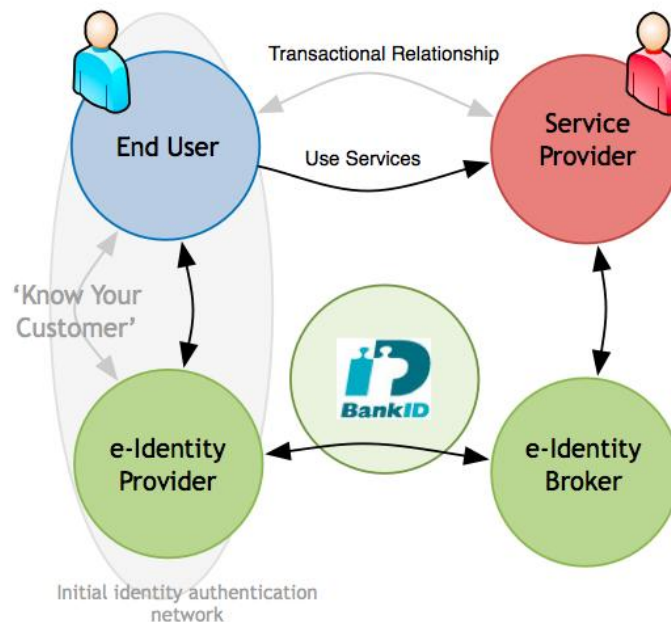 Transactional Relationship
End User
Service
Provider
Use Services
'Know Your
Customer'
BankID
e-Identity
Provider
e-Identity
Broker
Initial identity authentication
network